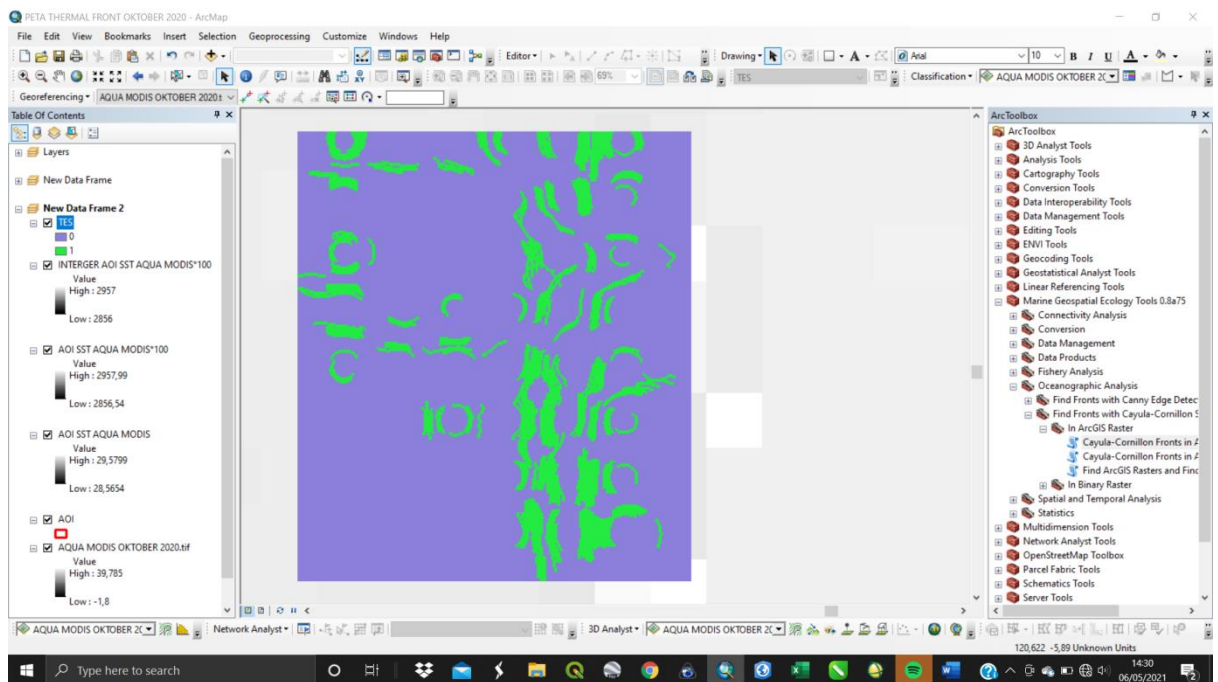 PETA THERMAL FRONT OKTOBER 2020 - ArcMap
File Edit View Bookmarks Insert Selection Geoprocessing Customize Windows Help
Editor
Drawing
A
Arial
10
B I U A
69%
TES
Classification
AQUA MODIS OKTOBER 2(
Georeferencing
AQUA MODIS OKTOBER 2020.t
Table Of Contents
Layers
New Data Frame
New Data Frame 2
TES
0
1
INTERGER AOI SST AQUA MODIS*100
Value
High : 2957
Low : 2856
AOI SST AQUA MODIS*100
Value
High : 2957,99
Low : 2856,54
AOI SST AQUA MODIS
Value
High : 29,5799
Low : 28,5654
AOI
AQUA MODIS OKTOBER 2020.tif
Value
High : 39,785
Low : -1,8
ArcToolbox
ArcToolbox
3D Analyst Tools
Analysis Tools
Cartography Tools
Conversion Tools
Data Interoperability Tools
Data Management Tools
Editing Tools
ENVI Tools
Geocoding Tools
Geostatistical Analyst Tools
Linear Referencing Tools
Marine Geospatial Ecology Tools 0.8a75
Connectivity Analysis
Conversion
Data Management
Data Products
Fishery Analysis
Oceanographic Analysis
Find Fronts with Canny Edge Detec
Find Fronts with Cayula-Cornillon S
In ArcGIS Raster
Cayula-Cornillon Fronts in A
Cayula-Cornillon Fronts in A
Find ArcGIS Rasters and Finc
In Binary Raster
Spatial and Temporal Analysis
Statistics
Multidimension Tools
Network Analyst Tools
OpenStreetMap Toolbox
Parcel Fabric Tools
Schematics Tools
Server Tools
AQUA MODIS OKTOBER 2(
Network Analyst
3D Analyst
AQUA MODIS OKTOBER 2(
120,622 -5,89 Unknown Units
Type here to search
14:30
06/05/2021